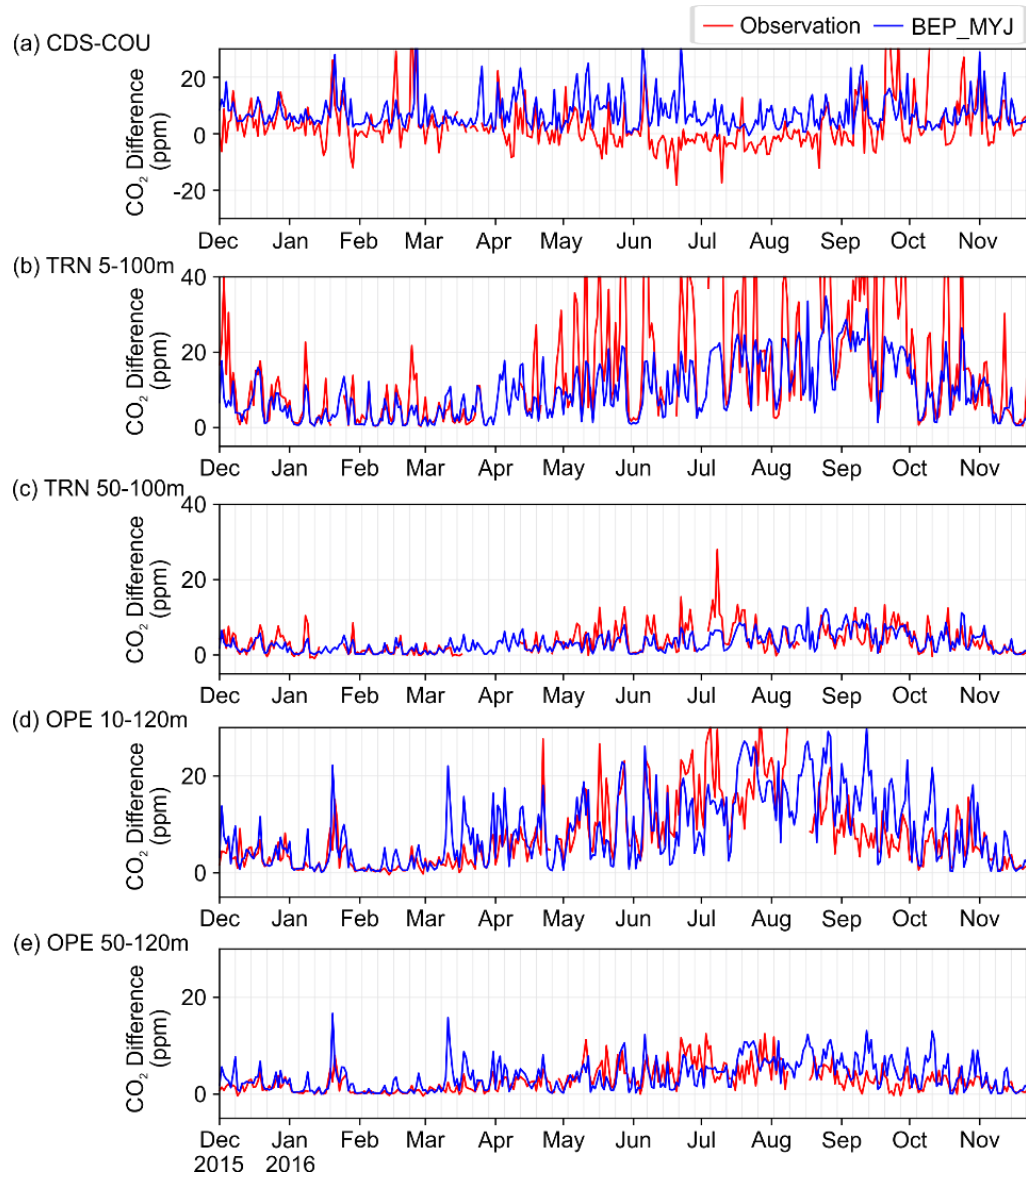 Observation BEP_MYJ
(a) CDS-COU
CO₂ Difference
(ppm)
20
0
-20
Dec Jan Feb Mar Apr May Jun Jul Aug Sep Oct Nov
(b) TRN 5-100m
CO₂ Difference
(ppm)
40
20
0
Dec Jan Feb Mar Apr May Jun Jul Aug Sep Oct Nov
(c) TRN 50-100m
CO₂ Difference
(ppm)
40
20
0
Dec Jan Feb Mar Apr May Jun Jul Aug Sep Oct Nov
(d) OPE 10-120m
CO₂ Difference
(ppm)
20
0
Dec Jan Feb Mar Apr May Jun Jul Aug Sep Oct Nov
(e) OPE 50-120m
CO₂ Difference
(ppm)
20
0
Dec Jan Feb Mar Apr May Jun Jul Aug Sep Oct Nov
2015 2016